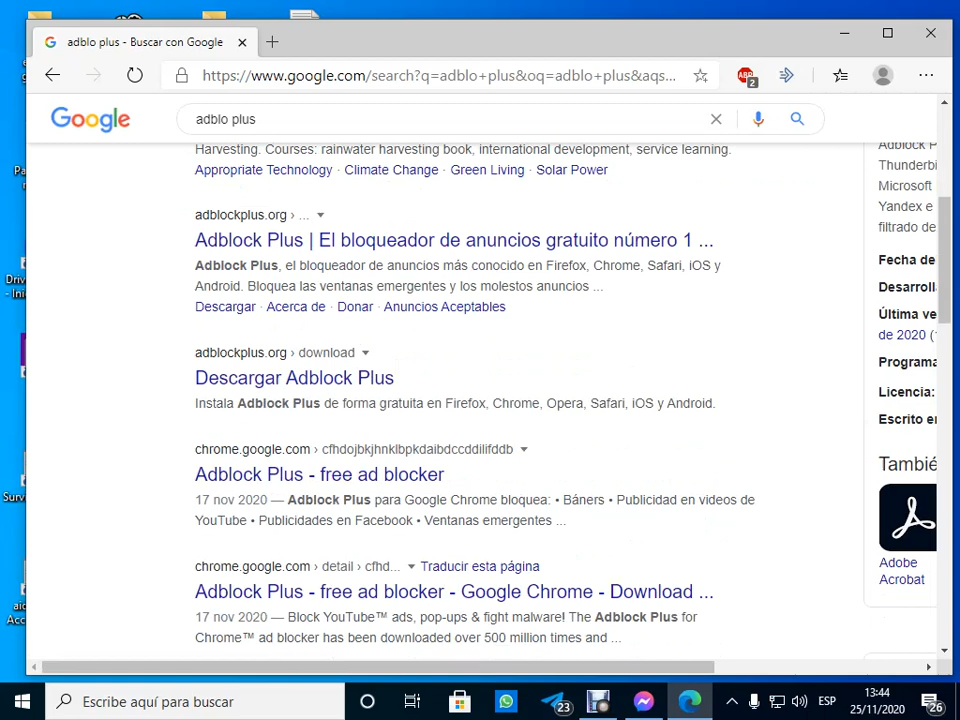 adblo plus - Buscar con Google
https://www.google.com/search?q=adblo+plus&oq=adblo+plus&aqs...
2
Google
adblo plus
Harvesting. Courses: rainwater harvesting book, international development, service learning.
Appropriate Technology · Climate Change · Green Living · Solar Power
adblockplus.org › ...
Adblock Plus | El bloqueador de anuncios gratuito número 1 ...
Adblock Plus, el bloqueador de anuncios más conocido en Firefox, Chrome, Safari, iOS y
Android. Bloquea las ventanas emergentes y los molestos anuncios ...
Descargar · Acerca de · Donar · Anuncios Aceptables
adblockplus.org › download
Descargar Adblock Plus
Instala Adblock Plus de forma gratuita en Firefox, Chrome, Opera, Safari, iOS y Android.
chrome.google.com › cfhdojbkjhnklbpkdaibdccddilifddb
Adblock Plus - free ad blocker
17 nov 2020 — Adblock Plus para Google Chrome bloquea: • Báners • Publicidad en videos de
YouTube • Publicidades en Facebook • Ventanas emergentes ...
chrome.google.com › detail › cfhd... Traducir esta página
Adblock Plus - free ad blocker - Google Chrome - Download ...
17 nov 2020 — Block YouTube™ ads, pop-ups & fight malware! The Adblock Plus for
Chrome™ ad blocker has been downloaded over 500 million times and ...
Adblock P
Thunderbi
Microsoft
Yandex e
filtrado de
Fecha de
Desarroll
Última ve
de 2020 (
Programa
Licencia:
Escrito er
Tambié
Adobe
Acrobat
Escribe aquí para buscar
23
ESP
13:44
25/11/2020
26